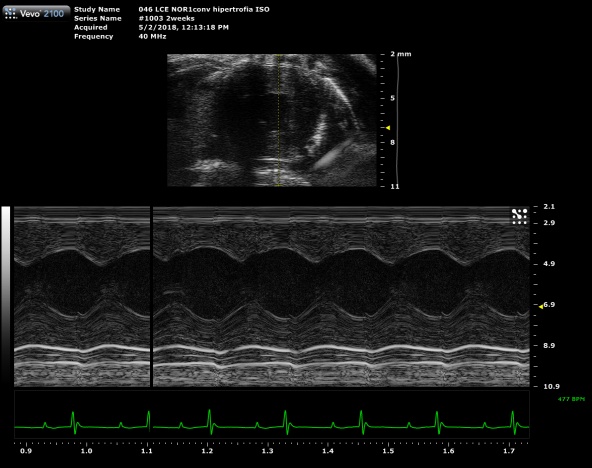 Vevo 2100
Study Name 046 LCE NOR1conv hipertrofia ISO
Series Name #1003 2weeks
Acquired 5/2/2018, 12:13:18 PM
Frequency 40 MHz
2 mm
5
8
11
2.1
2.9
4.9
6.9
8.9
10.9
477 BPM
0.9 1.0 1.1 1.2 1.3 1.4 1.5 1.6 1.7